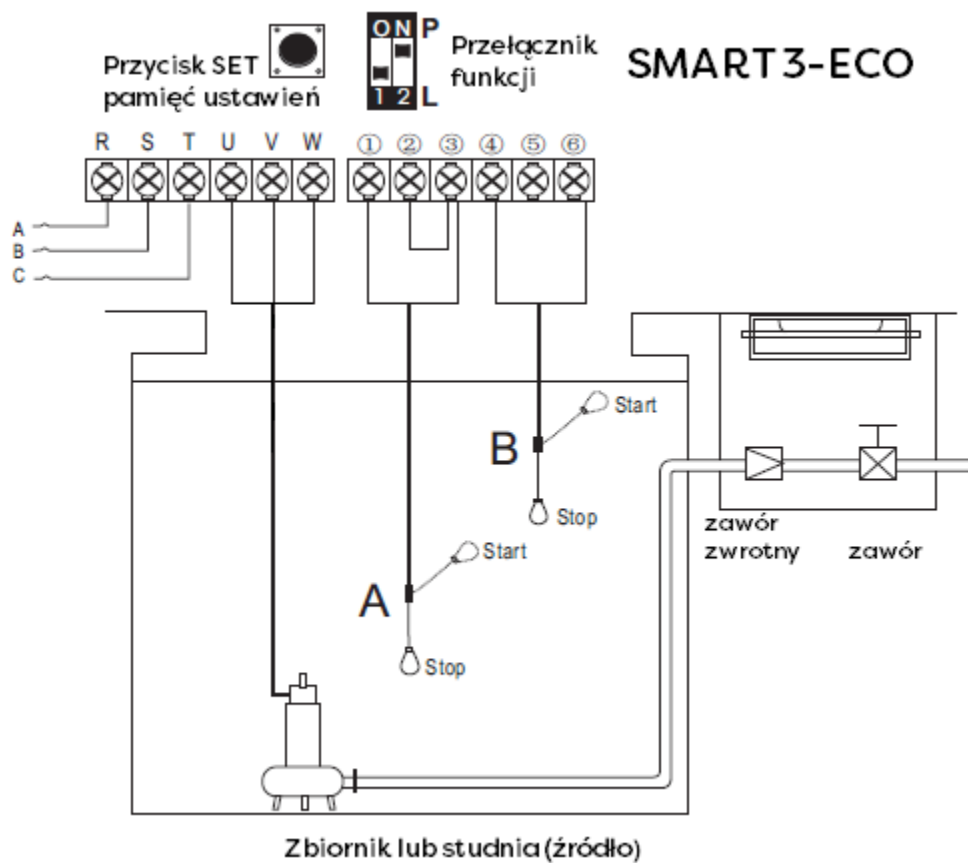 Przycisk SET
pamięć ustawień
ON P
1 2 L
Przełącznik
funkcji
SMART3-ECO
R S T U V W ① ② ③ ④ ⑤ ⑥
A
B
C
Start
B
Stop
Start
A
Stop
zawór
zwrotny
zawór
Zbiornik lub studnia (źródło)